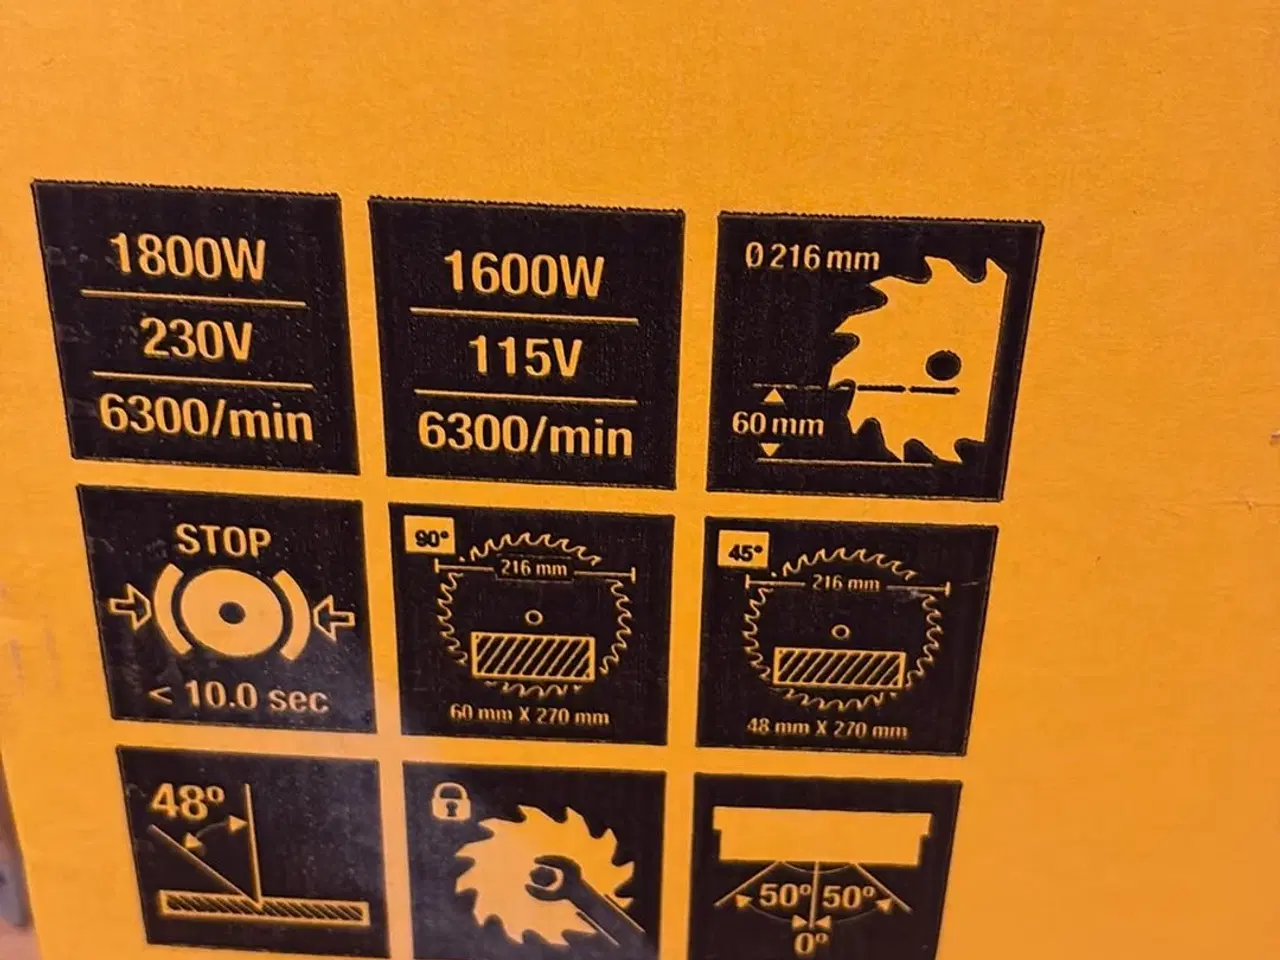 1800W
230V
6300/min
1600W
115V
6300/min
Ø 216 mm
60 mm
STOP
< 10.0 sec
90°
216 mm
60 mm X 270 mm
45°
216 mm
48 mm X 270 mm
48°
50° 50°
0°